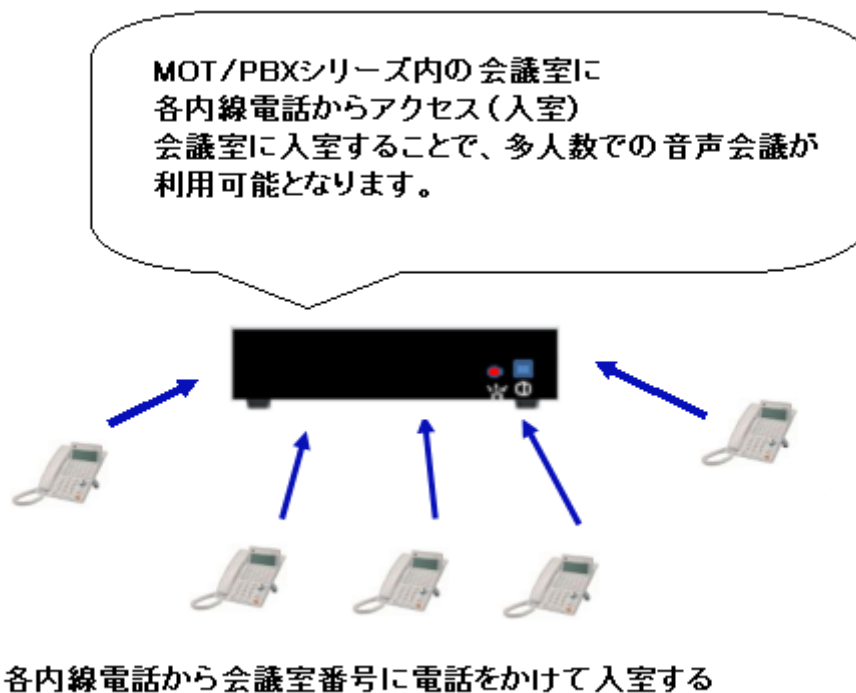 MOT/PBXシリーズ内の会議室に
各内線電話からアクセス(入室)
会議室に入室することで、多人数での音声会議が
利用可能となります。
各内線電話から会議室番号に電話をかけて入室する